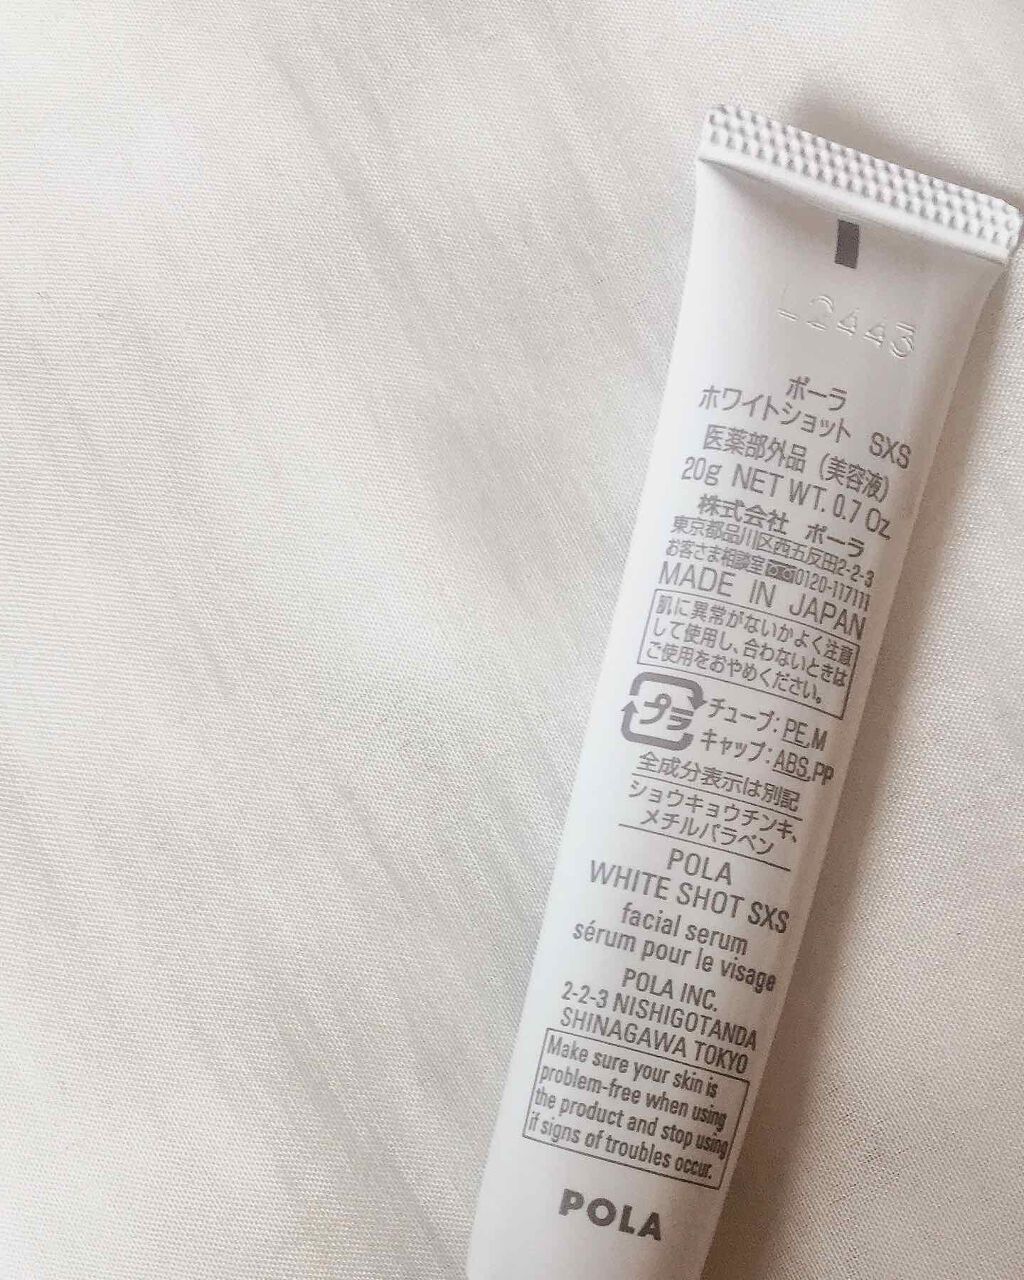 L2443
ポーラ
ホワイトショット SXS
医薬部外品（美容液）
20g NET WT. 0.7 Oz
株式会社 ポーラ
東京都品川区西五反田2-2-3
お客さま相談室 0120-117111
MADE IN JAPAN
肌に異常がないかよく注意
して使用し、合わないときは
ご使用をおやめください。
プラ
チューブ：PE,M
キャップ：ABS,PP
全成分表示は別記
ショウキョウチンキ、
メチルパラベン
POLA
WHITE SHOT SXS
facial serum
sérum pour le visage
POLA INC.
2-2-3 NISHIGOTANDA
SHINAGAWA TOKYO
Make sure your skin is
problem-free when using
the product and stop using
if signs of troubles occur.
POLA